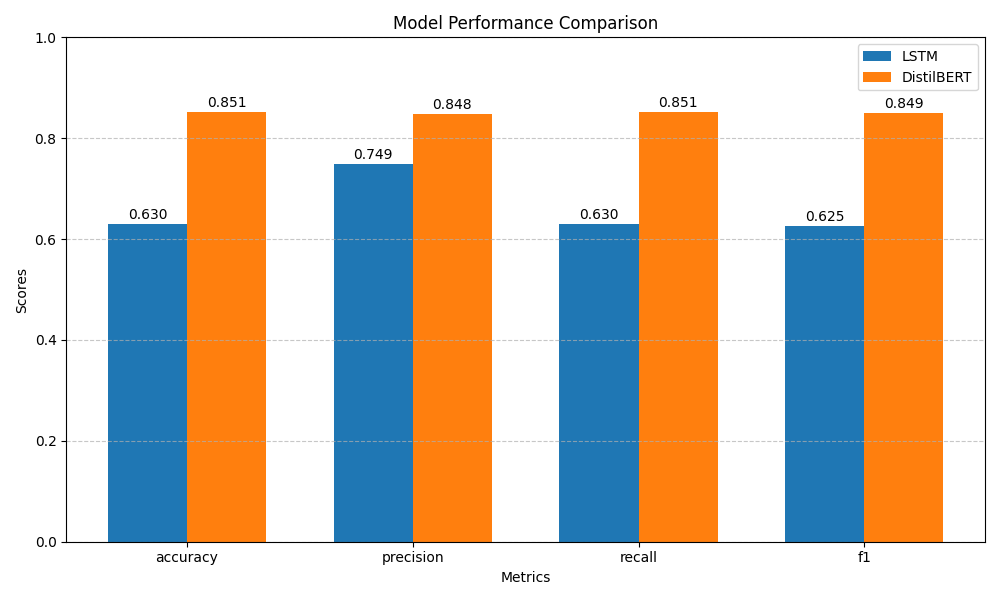 Model Performance Comparison
LSTM
DistilBERT
1.0
0.8
0.6
0.4
0.2
0.0
Scores
0.630
0.851
0.749
0.848
0.630
0.851
0.625
0.849
accuracy
precision
recall
f1
Metrics